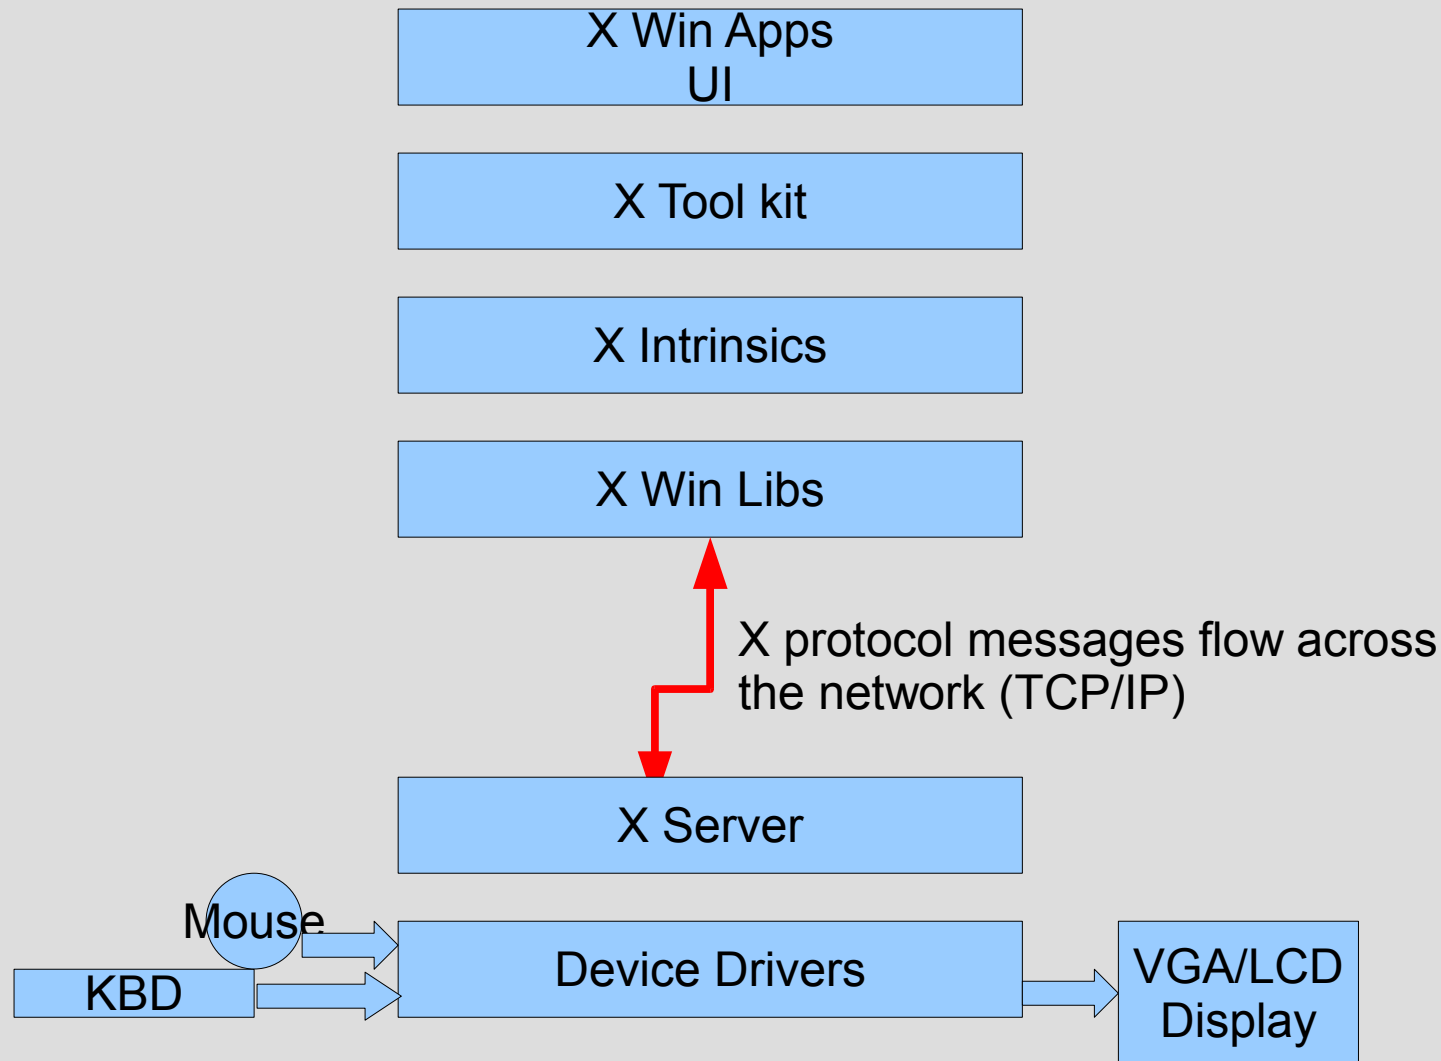 X Win Apps
UI
X Tool kit
X Intrinsics
X Win Libs
X protocol messages flow across
the network (TCP/IP)
X Server
Mouse
KBD
Device Drivers
VGA/LCD
Display